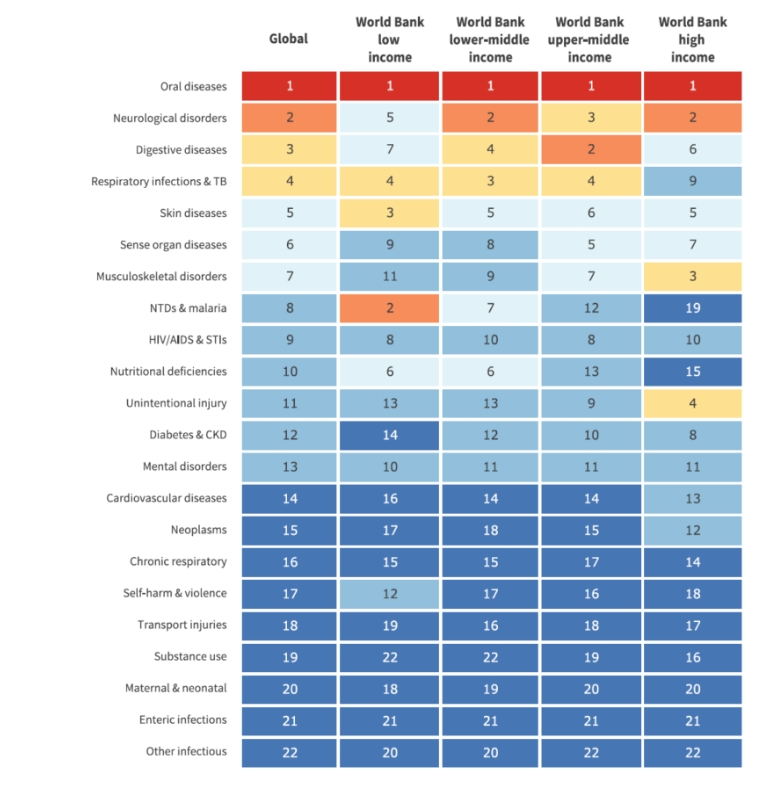 Global World Bank low income World Bank lower-middle income World Bank upper-middle income World Bank high income
Oral diseases 1 1 1 1 1
Neurological disorders 2 5 2 3 2
Digestive diseases 3 7 4 2 6
Respiratory infections & TB 4 4 3 4 9
Skin diseases 5 3 5 6 5
Sense organ diseases 6 9 8 5 7
Musculoskeletal disorders 7 11 9 7 3
NTDs & malaria 8 2 7 12 19
HIV/AIDS & STIs 9 8 10 8 10
Nutritional deficiencies 10 6 6 13 15
Unintentional injury 11 13 13 9 4
Diabetes & CKD 12 14 12 10 8
Mental disorders 13 10 11 11 11
Cardiovascular diseases 14 16 14 14 13
Neoplasms 15 17 18 15 12
Chronic respiratory 16 15 15 17 14
Self-harm & violence 17 12 17 16 18
Transport injuries 18 19 16 18 17
Substance use 19 22 22 19 16
Maternal & neonatal 20 18 19 20 20
Enteric infections 21 21 21 21 21
Other infectious 22 20 20 22 22